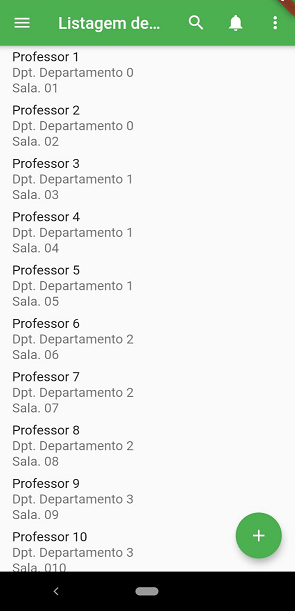 Listagem de...
Professor 1
Dpt. Departamento 0
Sala. 01
Professor 2
Dpt. Departamento 0
Sala. 02
Professor 3
Dpt. Departamento 1
Sala. 03
Professor 4
Dpt. Departamento 1
Sala. 04
Professor 5
Dpt. Departamento 1
Sala. 05
Professor 6
Dpt. Departamento 2
Sala. 06
Professor 7
Dpt. Departamento 2
Sala. 07
Professor 8
Dpt. Departamento 2
Sala. 08
Professor 9
Dpt. Departamento 3
Sala. 09
Professor 10
Dpt. Departamento 3
Sala. 010